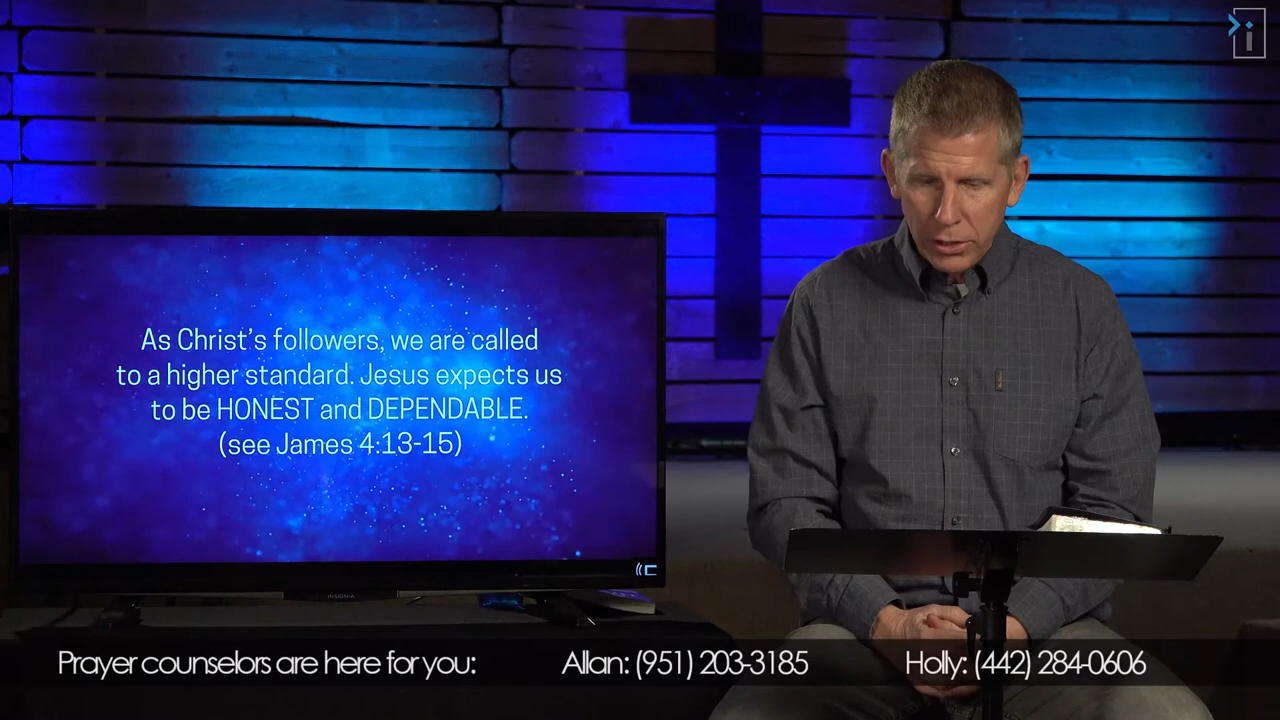 As Christ's followers, we are called
to a higher standard. Jesus expects us
to be HONEST and DEPENDABLE.
(see James 4:13-15)
INSIGNIA
Prayer counselors are here for you: Allan: (951) 203-3185 Holly: (442) 284-0606